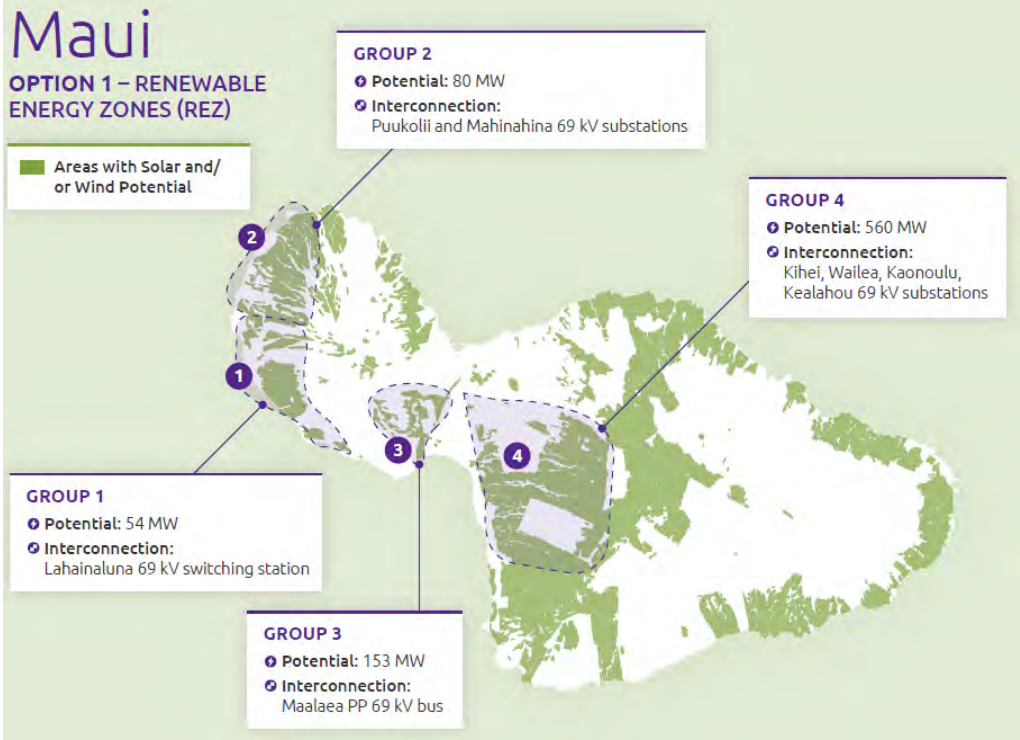 Maui
OPTION 1 – RENEWABLE
ENERGY ZONES (REZ)
Areas with Solar and/
or Wind Potential
GROUP 2
Potential: 80 MW
Interconnection:
Puukolii and Mahinahina 69 kV substations
GROUP 4
Potential: 560 MW
Interconnection:
Kihei, Wailea, Kaonoulu,
Kealahou 69 kV substations
2
1
3
4
GROUP 1
Potential: 54 MW
Interconnection:
Lahainaluna 69 kV switching station
GROUP 3
Potential: 153 MW
Interconnection:
Maalaea PP 69 kV bus